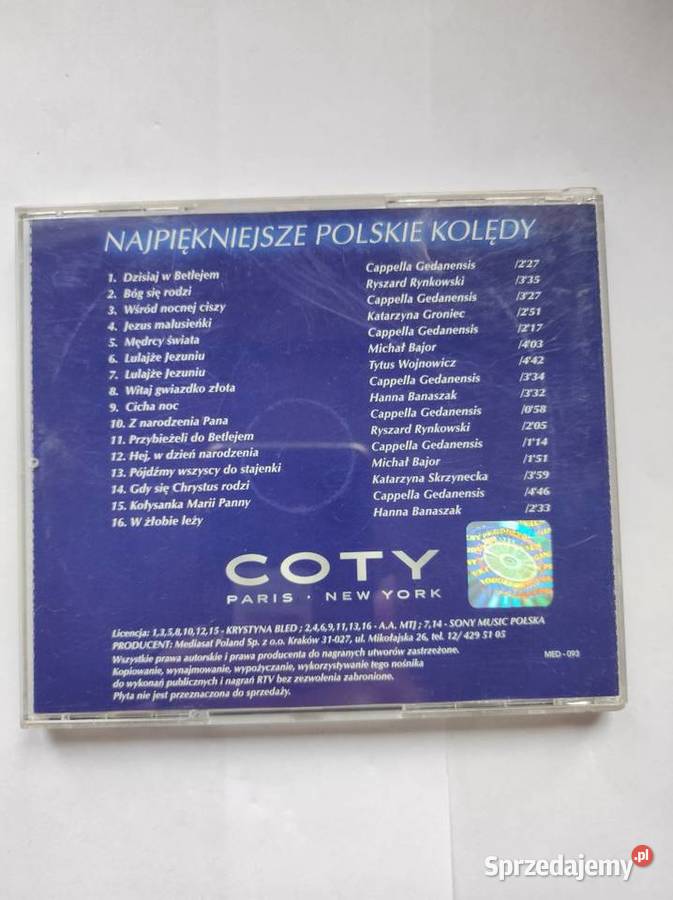 NAJPIĘKNIEJSZE POLSKIE KOLĘDY
1. Dzisiaj w Betlejem Cappella Gedanensis /2'27
2. Bóg się rodzi Ryszard Rynkowski /3'35
3. Wśród nocnej ciszy Cappella Gedanensis /3'27
4. Jezus malusieńki Katarzyna Groniec /2'51
5. Mędrcy świata Cappella Gedanensis /2'17
6. Lulajże Jezuniu Michał Bajor /4'03
7. Lulajże Jezuniu Tytus Wojnowicz /4'42
8. Witaj gwiazdko złota Cappella Gedanensis /3'34
9. Cicha noc Hanna Banaszak /3'32
10. Z narodzenia Pana Cappella Gedanensis /0'58
11. Przybieżeli do Betlejem Ryszard Rynkowski /2'05
12. Hej, w dzień narodzenia Cappella Gedanensis /1'14
13. Pójdźmy wszyscy do stajenki Michał Bajor /1'51
14. Gdy się Chrystus rodzi Katarzyna Skrzynecka /3'59
15. Kołysanka Marii Panny Cappella Gedanensis /4'46
16. W żłobie leży Hanna Banaszak /2'33
COTY
PARIS · NEW YORK
Licencja: 1,3,5,8,10,12,15 - KRYSTYNA BLED ; 2,4,6,9,11,13,16 - A.A. MTJ ; 7,14 - SONY MUSIC POLSKA
PRODUCENT: Mediasat Poland Sp. z o.o. Kraków 31-027, ul. Mikołajska 26, tel. 12/ 429 51 05
Wszystkie prawa autorskie i prawa producenta do nagranych utworów zastrzeżone.
Kopiowanie, wynajmowanie, wypożyczanie, wykorzystywanie tego nośnika
do wykonań publicznych i nagrań RTV bez zezwolenia zabronione.
Płyta nie jest przeznaczona do sprzedaży.
MED - 093
Sprzedajemy.pl